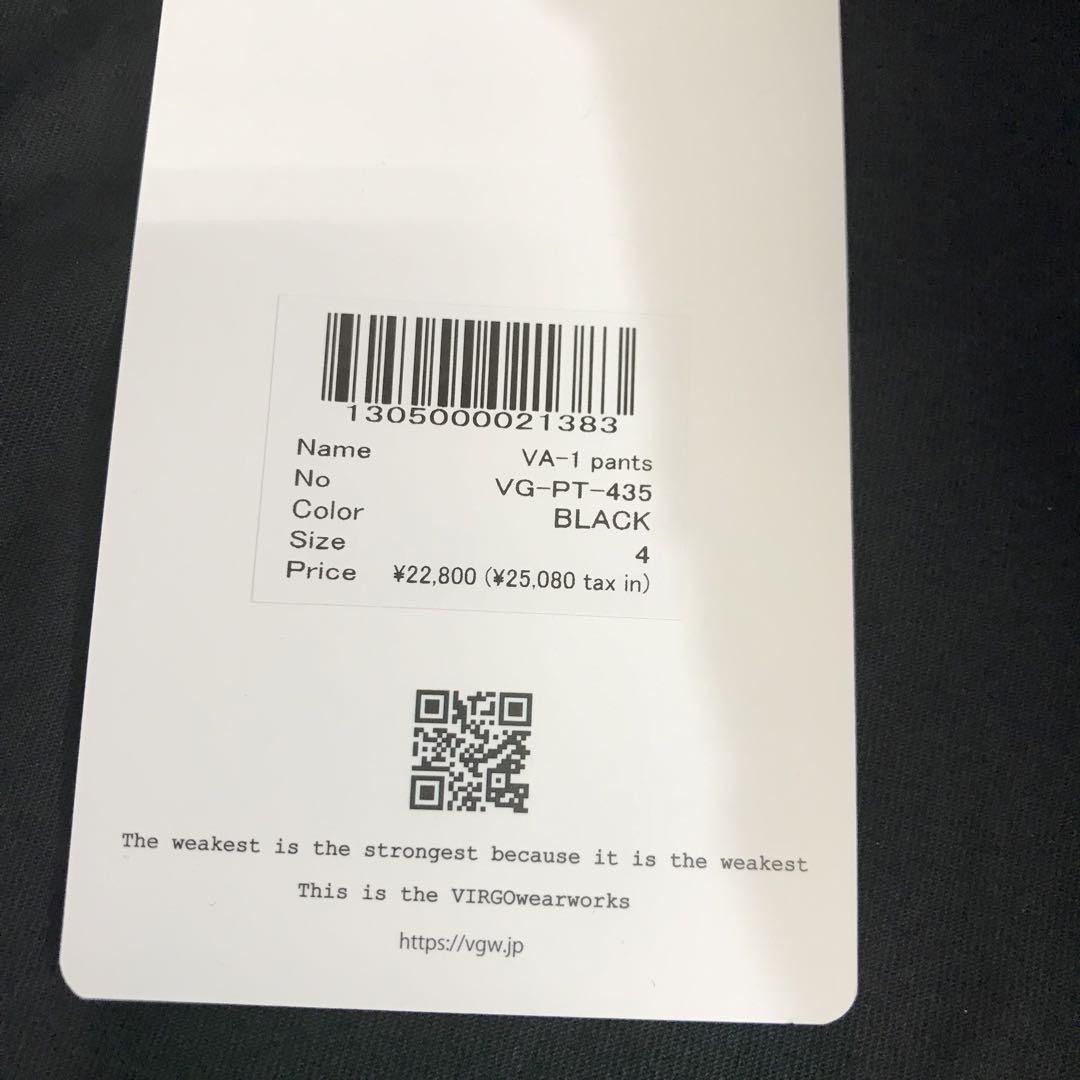 1305000021383
Name VA-1 pants
No VG-PT-435
Color BLACK
Size 4
Price ¥22,800 (¥25,080 tax in)
The weakest is the strongest because it is the weakest
This is the VIRGOwearworks
https://vgw.jp